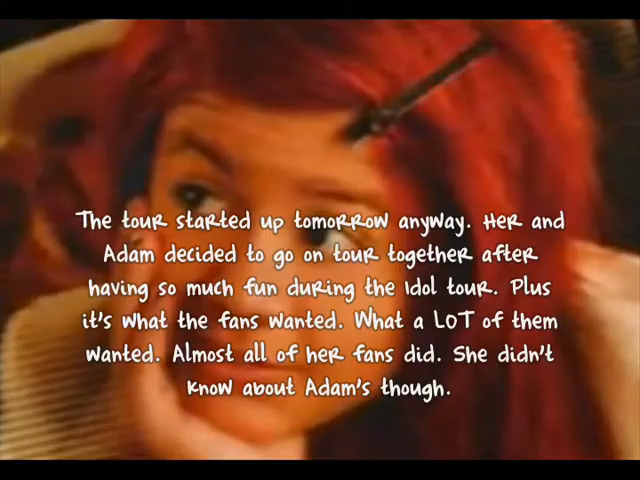 The tour started up tomorrow anyway. Her and
Adam decided to go on tour together after
having so much fun during the Idol tour. Plus
it's what the fans wanted. What a LOT of them
wanted. Almost all of her fans did. She didn't
know about Adam's though.